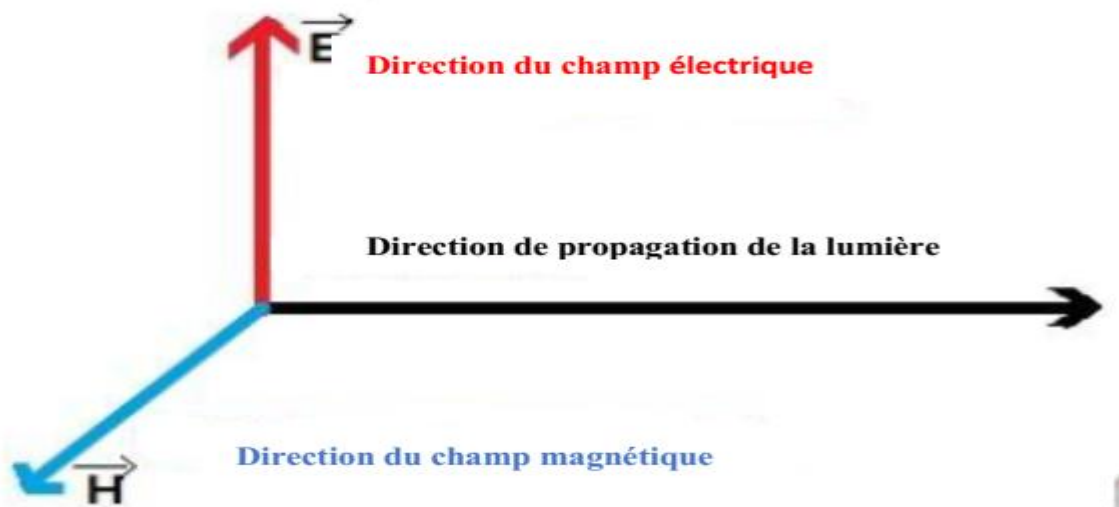 E
Direction du champ électrique
Direction de propagation de la lumière
Direction du champ magnétique
H